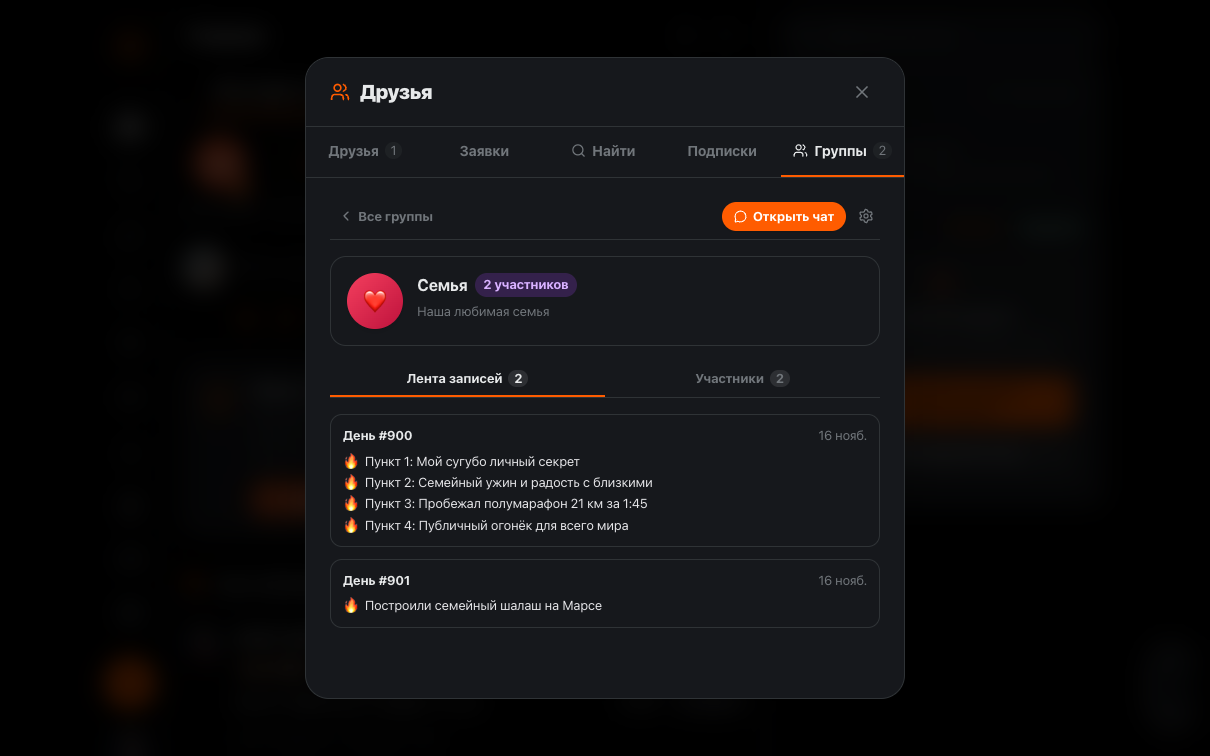 Друзья
Друзья 1 Заявки Найти Подписки Группы 2
Все группы Открыть чат
Семья 2 участников
Наша любимая семья
Лента записей 2 Участники 2
День #900 16 нояб.
🔥 Пункт 1: Мой сугубо личный секрет
🔥 Пункт 2: Семейный ужин и радость с близкими
🔥 Пункт 3: Пробежал полумарафон 21 км за 1:45
🔥 Пункт 4: Публичный огонёк для всего мира
День #901 16 нояб.
🔥 Построили семейный шалаш на Марсе